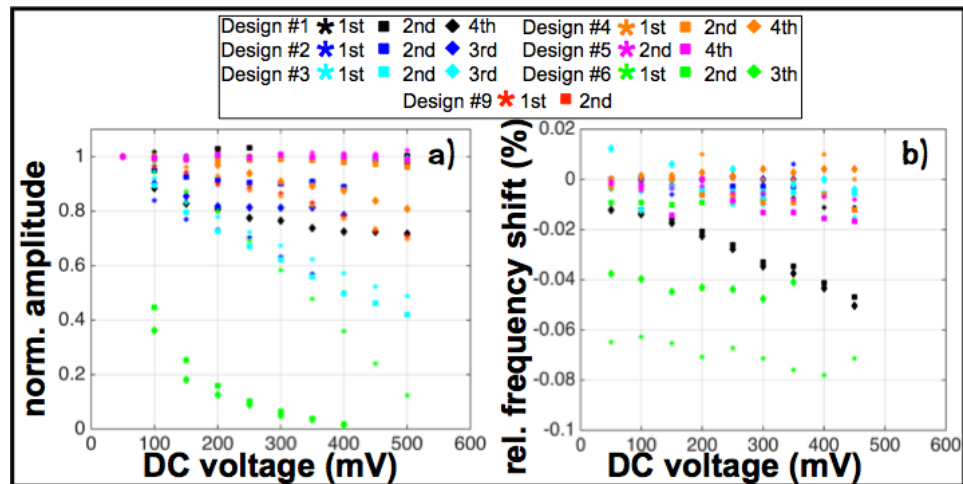 Design #1 1st 2nd 4th Design #4 1st 2nd 4th
Design #2 1st 2nd 3rd Design #5 2nd 4th
Design #3 1st 2nd 3rd Design #6 1st 2nd 3th
Design #9 1st 2nd
a)
norm. amplitude
1
0.8
0.6
0.4
0.2
0
0 100 200 300 400 500 600
DC voltage (mV)
b)
rel. frequency shift (%)
0.02
0
-0.02
-0.04
-0.06
-0.08
-0.1
0 100 200 300 400 500 600
DC voltage (mV)